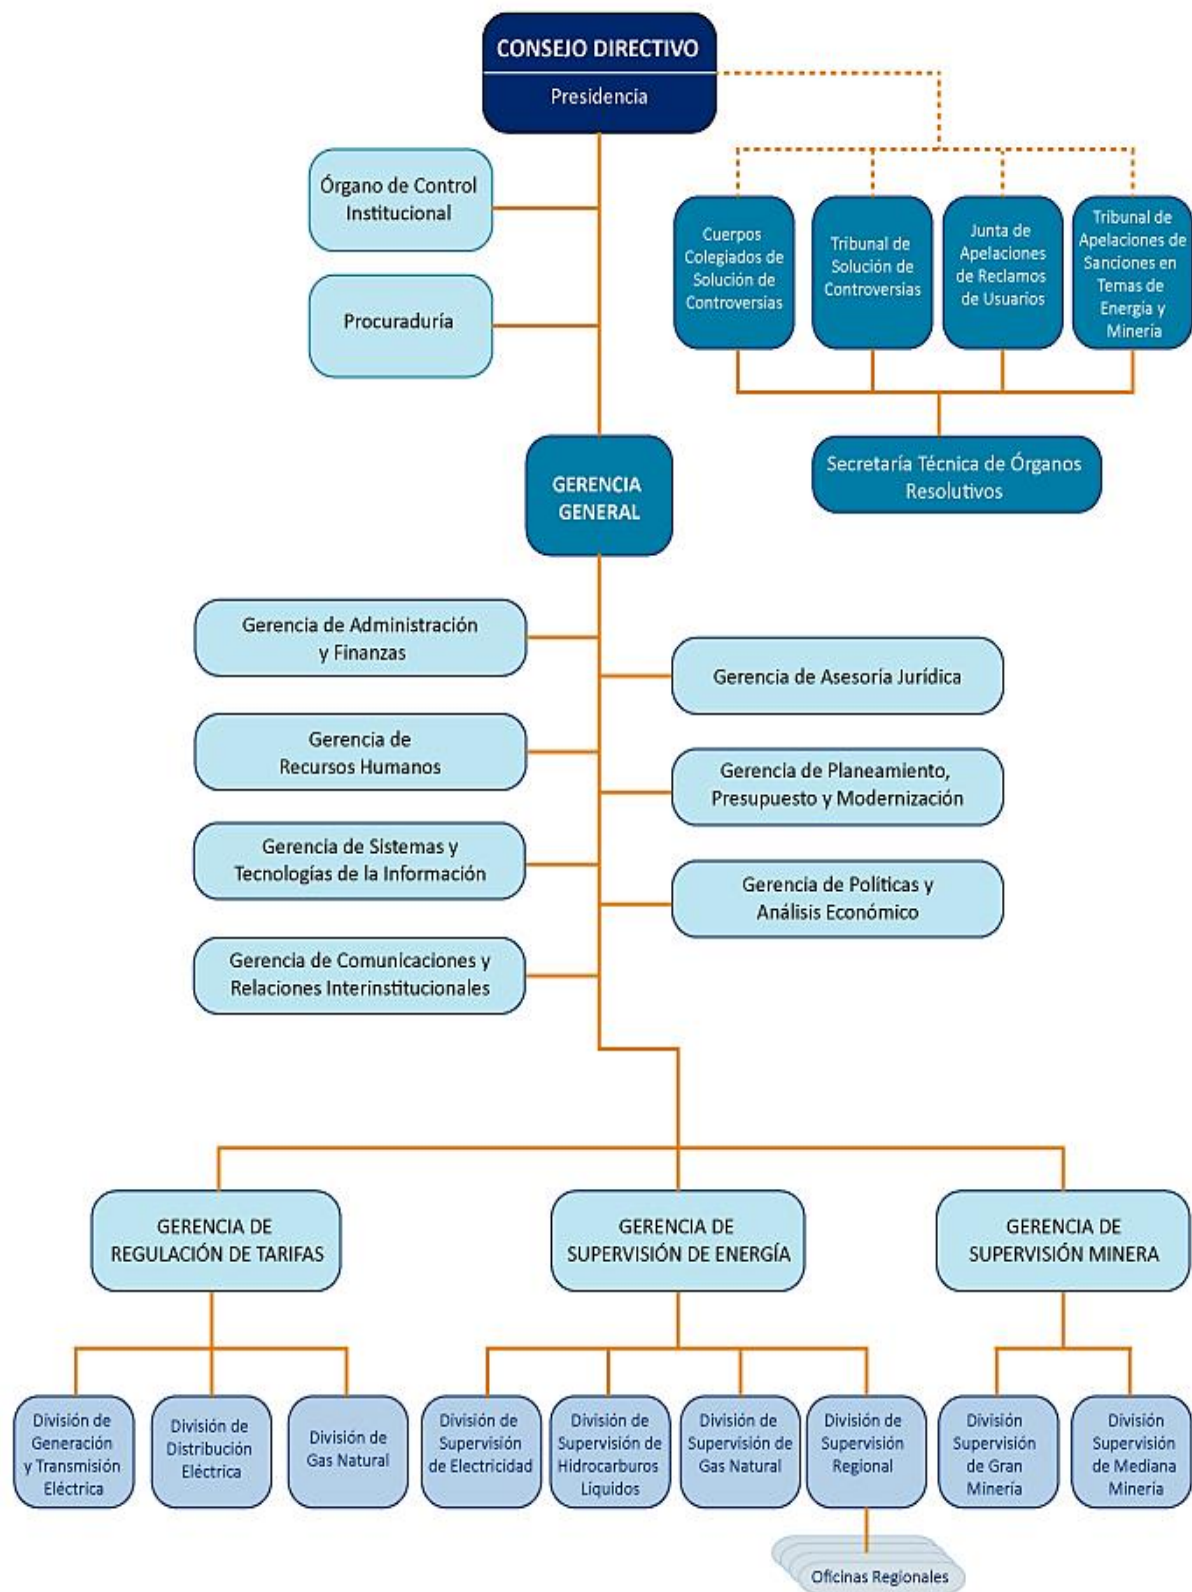 CONSEJO DIRECTIVO
Presidencia
Órgano de Control
Institucional
Procuraduría
Cuerpos
Colegiados de
Solución de
Controversias
Tribunal de
Solución de
Controversias
Junta de
Apelaciones
de Reclamos
de Usuarios
Tribunal de
Apelaciones de
Sanciones en
Temas de
Energía y
Minería
Secretaría Técnica de Órganos
Resolutivos
GERENCIA
GENERAL
Gerencia de Administración
y Finanzas
Gerencia de Asesoría Jurídica
Gerencia de
Recursos Humanos
Gerencia de Planeamiento,
Presupuesto y Modernización
Gerencia de Sistemas y
Tecnologías de la Información
Gerencia de Políticas y
Análisis Económico
Gerencia de Comunicaciones y
Relaciones Interinstitucionales
GERENCIA DE
REGULACIÓN DE TARIFAS
GERENCIA DE
SUPERVISIÓN DE ENERGÍA
GERENCIA DE
SUPERVISIÓN MINERA
División de
Generación
y Transmisión
Eléctrica
División de
Distribución
Eléctrica
División de
Gas Natural
División de
Supervisión
de Electricidad
División de
Supervisión de
Hidrocarburos
Líquidos
División de
Supervisión de
Gas Natural
División de
Supervisión
Regional
División
Supervisión
de Gran
Minería
División
Supervisión
de Mediana
Minería
Oficinas Regionales